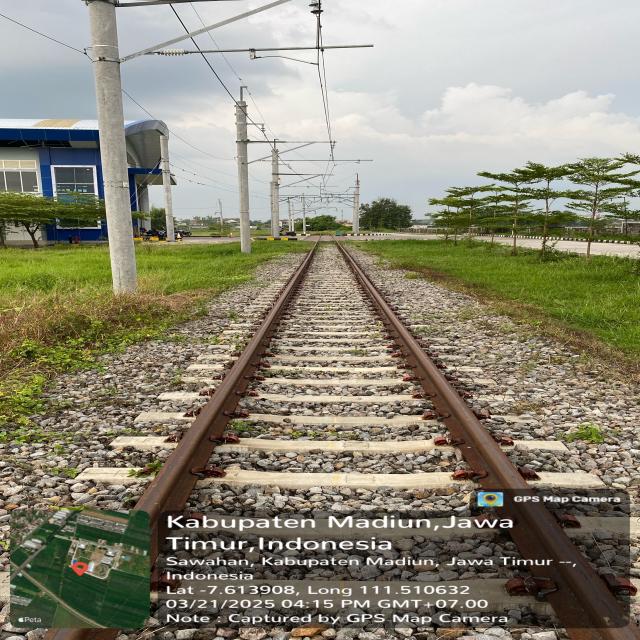 GPS Map Camera
Kabupaten Madiun,Jawa
Timur,Indonesia
Sawahan, Kabupaten Madiun, Jawa Timur --,
Indonesia
Lat -7.613908, Long 111.510632
03/21/2025 04:15 PM GMT+07.00
Note : Captured by GPS Map Camera
Peta